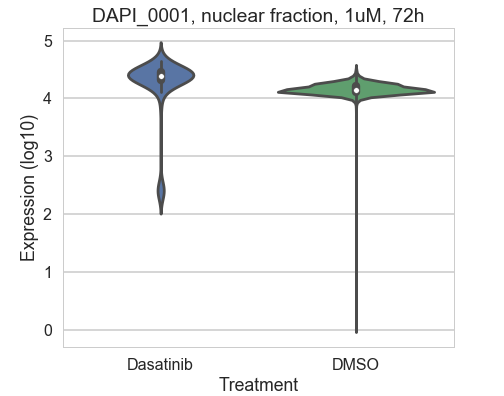 DAPI_0001, nuclear fraction, 1uM, 72h
Expression (log10)
5
4
3
2
1
0
Dasatinib DMSO
Treatment